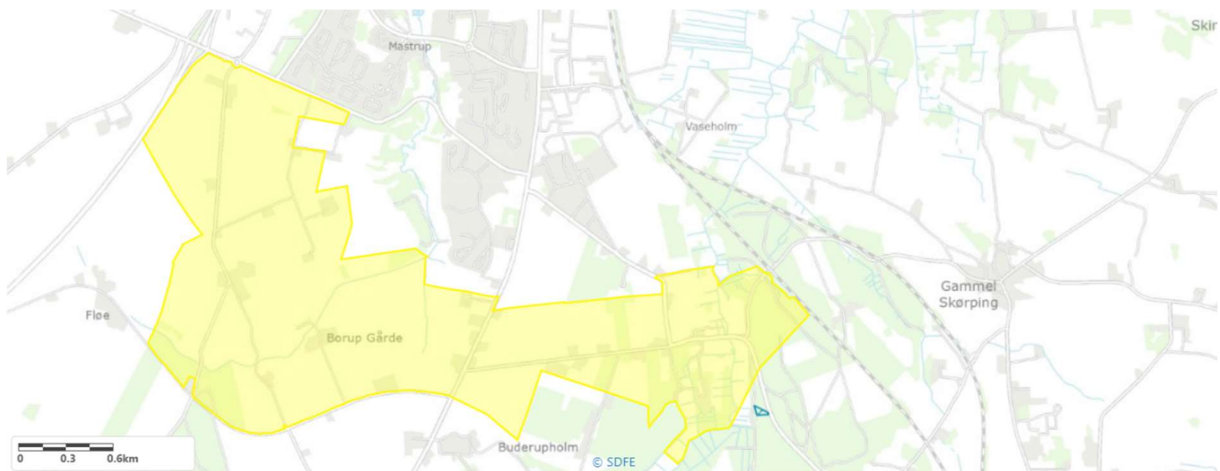 Mastrup
Skir
Vaseholm
Gammel
Skørping
Fløe
Borup Gårde
Buderupholm
0 0.3 0.6km
© SDFE